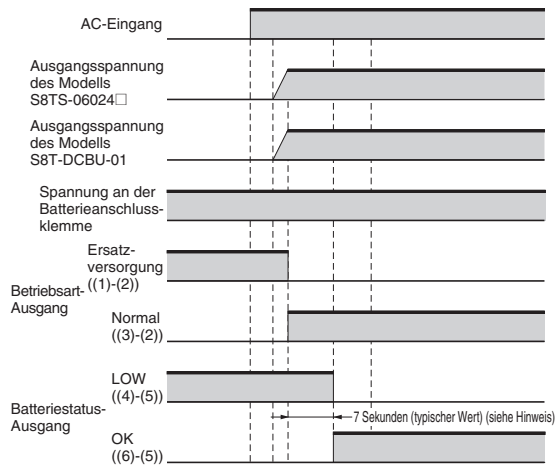 AC-Eingang
Ausgangsspannung
des Modells
S8TS-06024□
Ausgangsspannung
des Modells
S8T-DCBU-01
Spannung an der
Batterieanschluss-
klemme
Ersatz-
versorgung
((1)-(2))
Betriebsart-
Ausgang
Normal
((3)-(2))
LOW
((4)-(5))
Batteriestatus-
Ausgang
7 Sekunden (typischer Wert) (siehe Hinweis)
OK
((6)-(5))